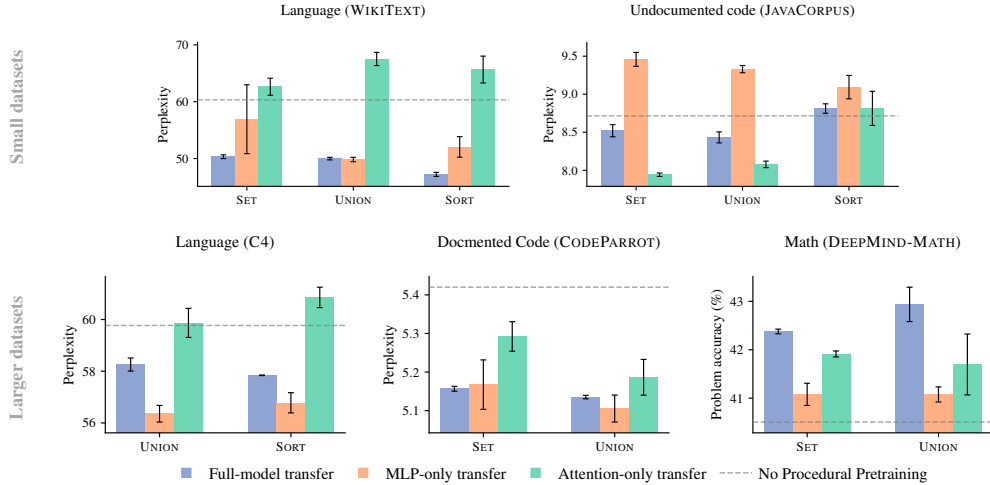 Small datasets
Language (WIKITEXT)
Perplexity
70
60
50
SET
UNION
SORT
Undocumented code (JAVACORPUS)
Perplexity
9.5
9.0
8.5
8.0
SET
UNION
SORT
Larger datasets
Language (C4)
Perplexity
60
58
56
UNION
SORT
Docmented Code (CODEPARROT)
Perplexity
5.4
5.3
5.2
5.1
SET
UNION
Math (DEEPMIND-MATH)
Problem accuracy (%)
43
42
41
SET
UNION
Full-model transfer
MLP-only transfer
Attention-only transfer
No Procedural Pretraining